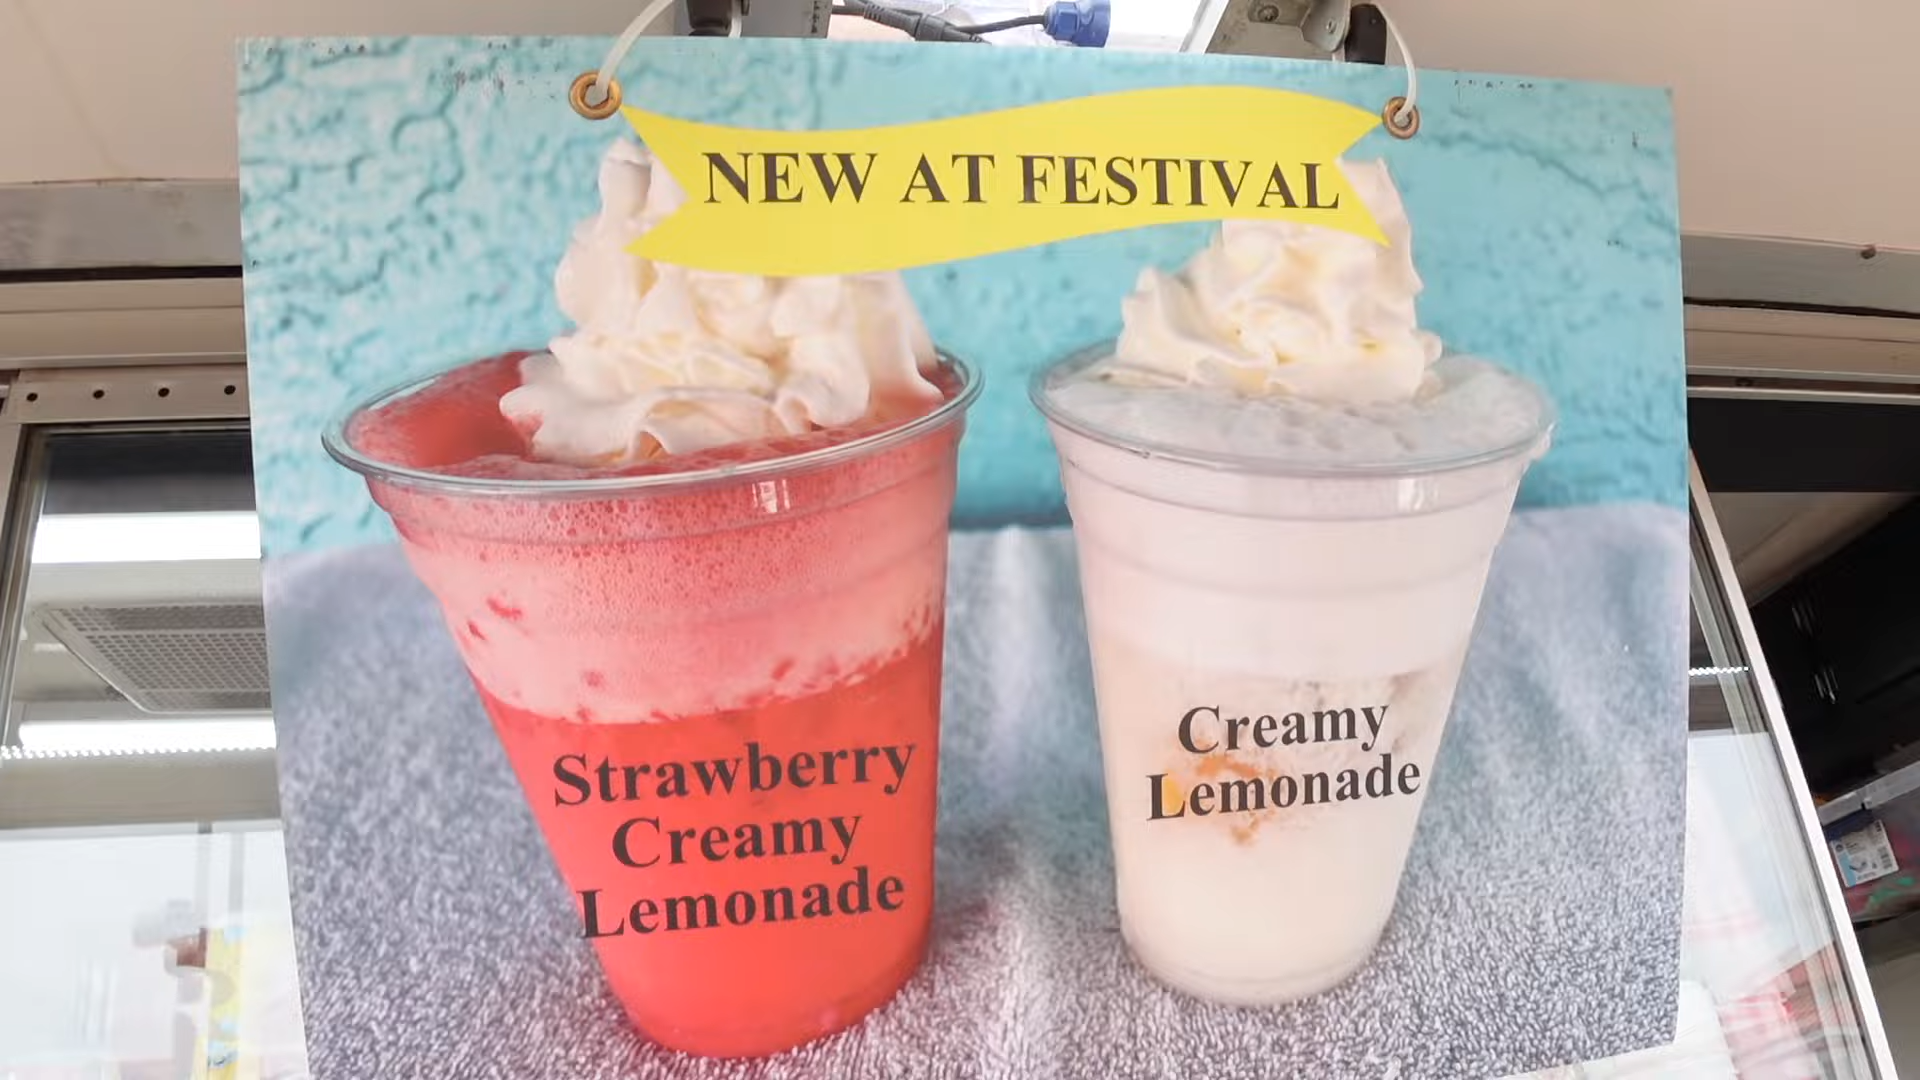 NEW AT FESTIVAL
Strawberry
Creamy
Lemonade
Creamy
Lemonade